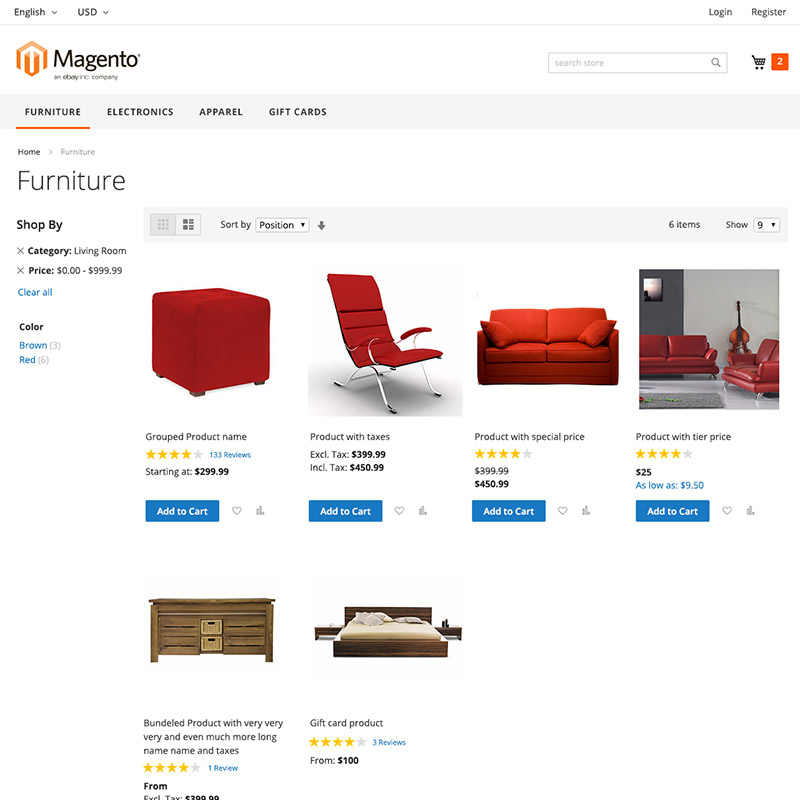 English USD Login Register
Magento®
an ebay inc company
search store
2
FURNITURE ELECTRONICS APPAREL GIFT CARDS
Home > Furniture
Furniture
Shop By
× Category: Living Room
× Price: $0.00 - $999.99
Clear all
Color
Brown (3)
Red (6)
Sort by Position 6 items Show 9
Grouped Product name
133 Reviews
Starting at: $299.99
Add to Cart
Product with taxes
Excl. Tax: $399.99
Incl. Tax: $450.99
Add to Cart
Product with special price
$399.99
$450.99
Add to Cart
Product with tier price
$25
As low as: $9.50
Add to Cart
Bundeled Product with very very
very and even much more long
name name and taxes
1 Review
From
Excl. Tax: $399.99
Gift card product
3 Reviews
From: $100